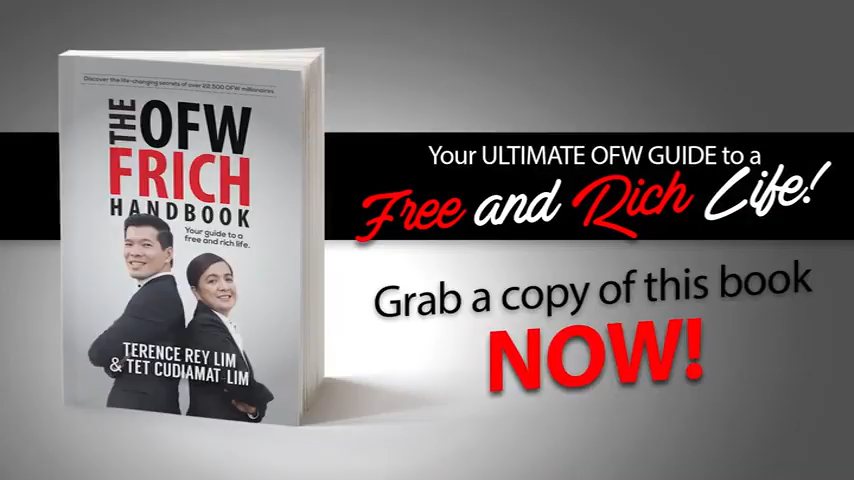 Discover the life-changing secrets of over 22,500 OFW millionaires
THE OFW
FRICH
HANDBOOK
Your guide to a
free and rich life.
TERENCE REY LIM
& TET CUDIAMAT LIM
Your ULTIMATE OFW GUIDE to a
Free and Rich Life!
Grab a copy of this book
NOW!